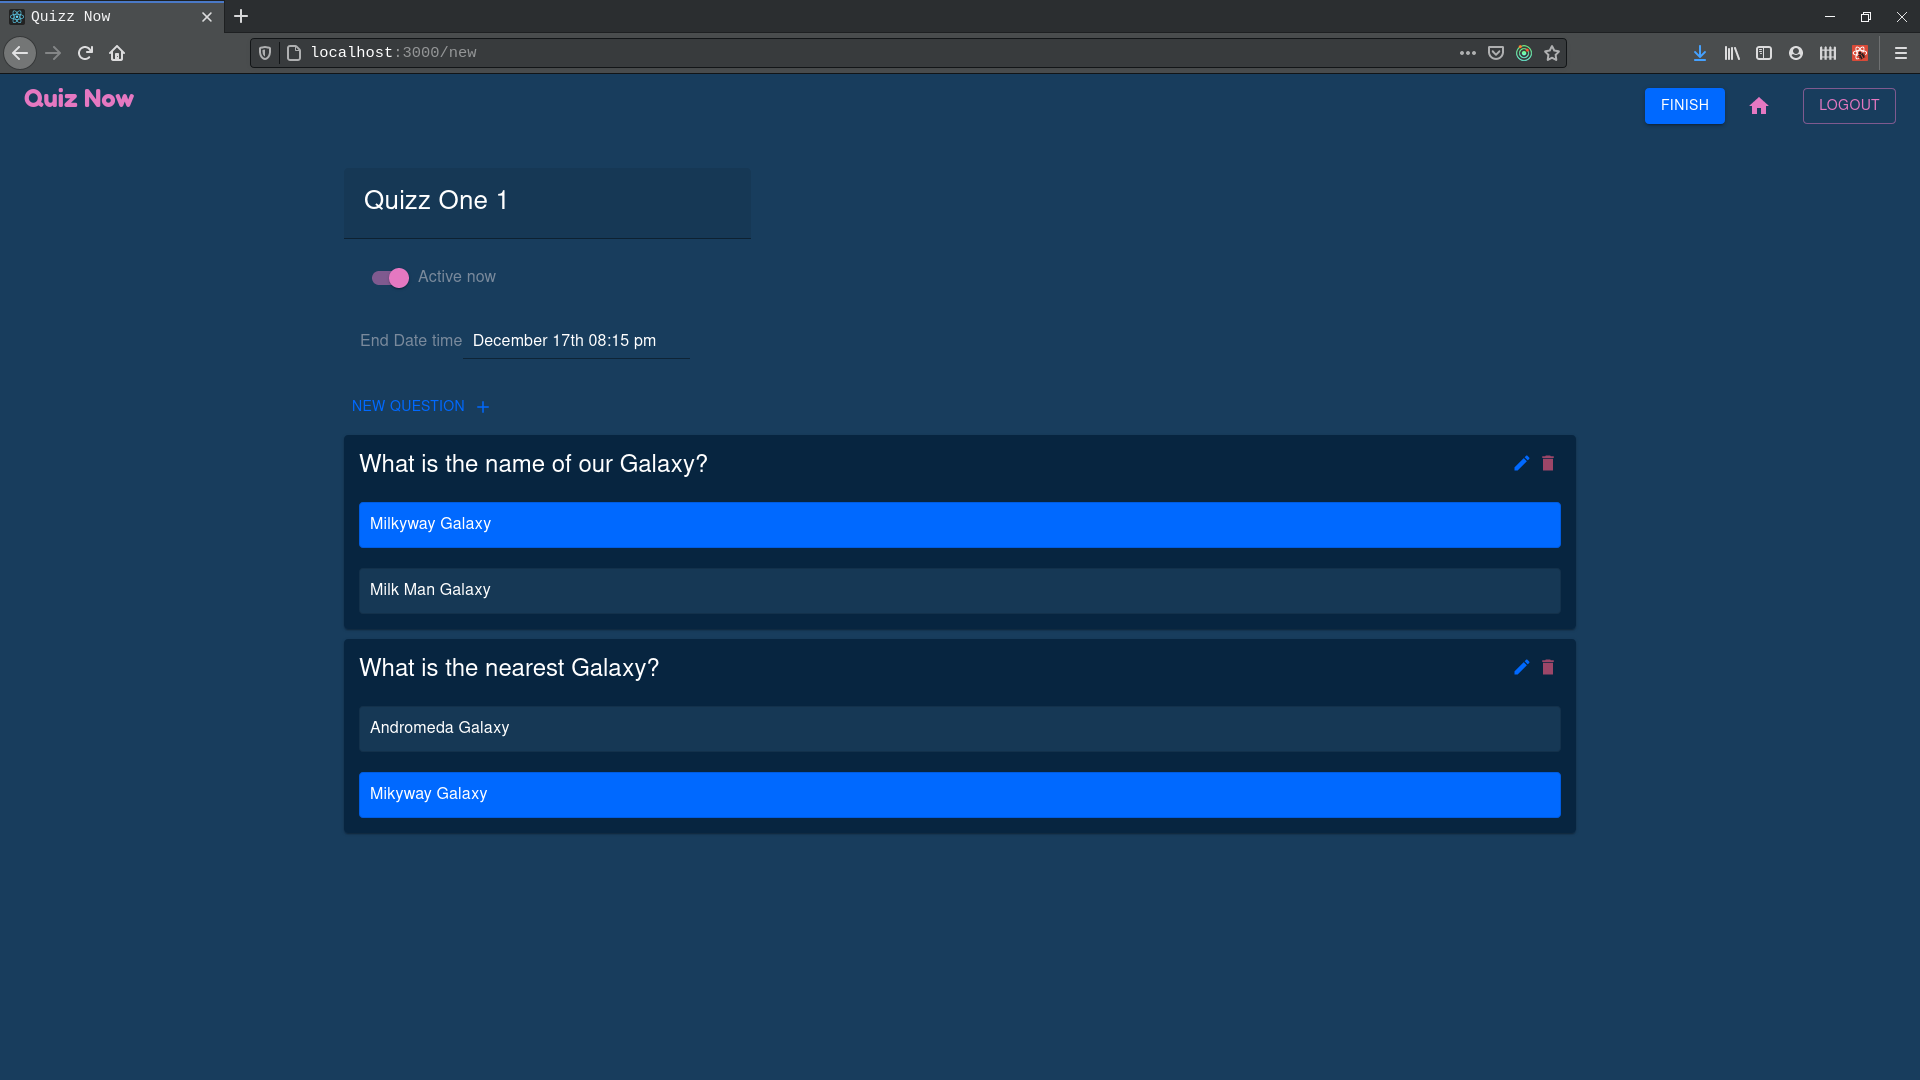 Quizz Now
localhost:3000/new
Quiz Now
FINISH
LOGOUT
Quizz One 1
Active now
End Date time December 17th 08:15 pm
NEW QUESTION +
What is the name of our Galaxy?
Milkyway Galaxy
Milk Man Galaxy
What is the nearest Galaxy?
Andromeda Galaxy
Mikyway Galaxy